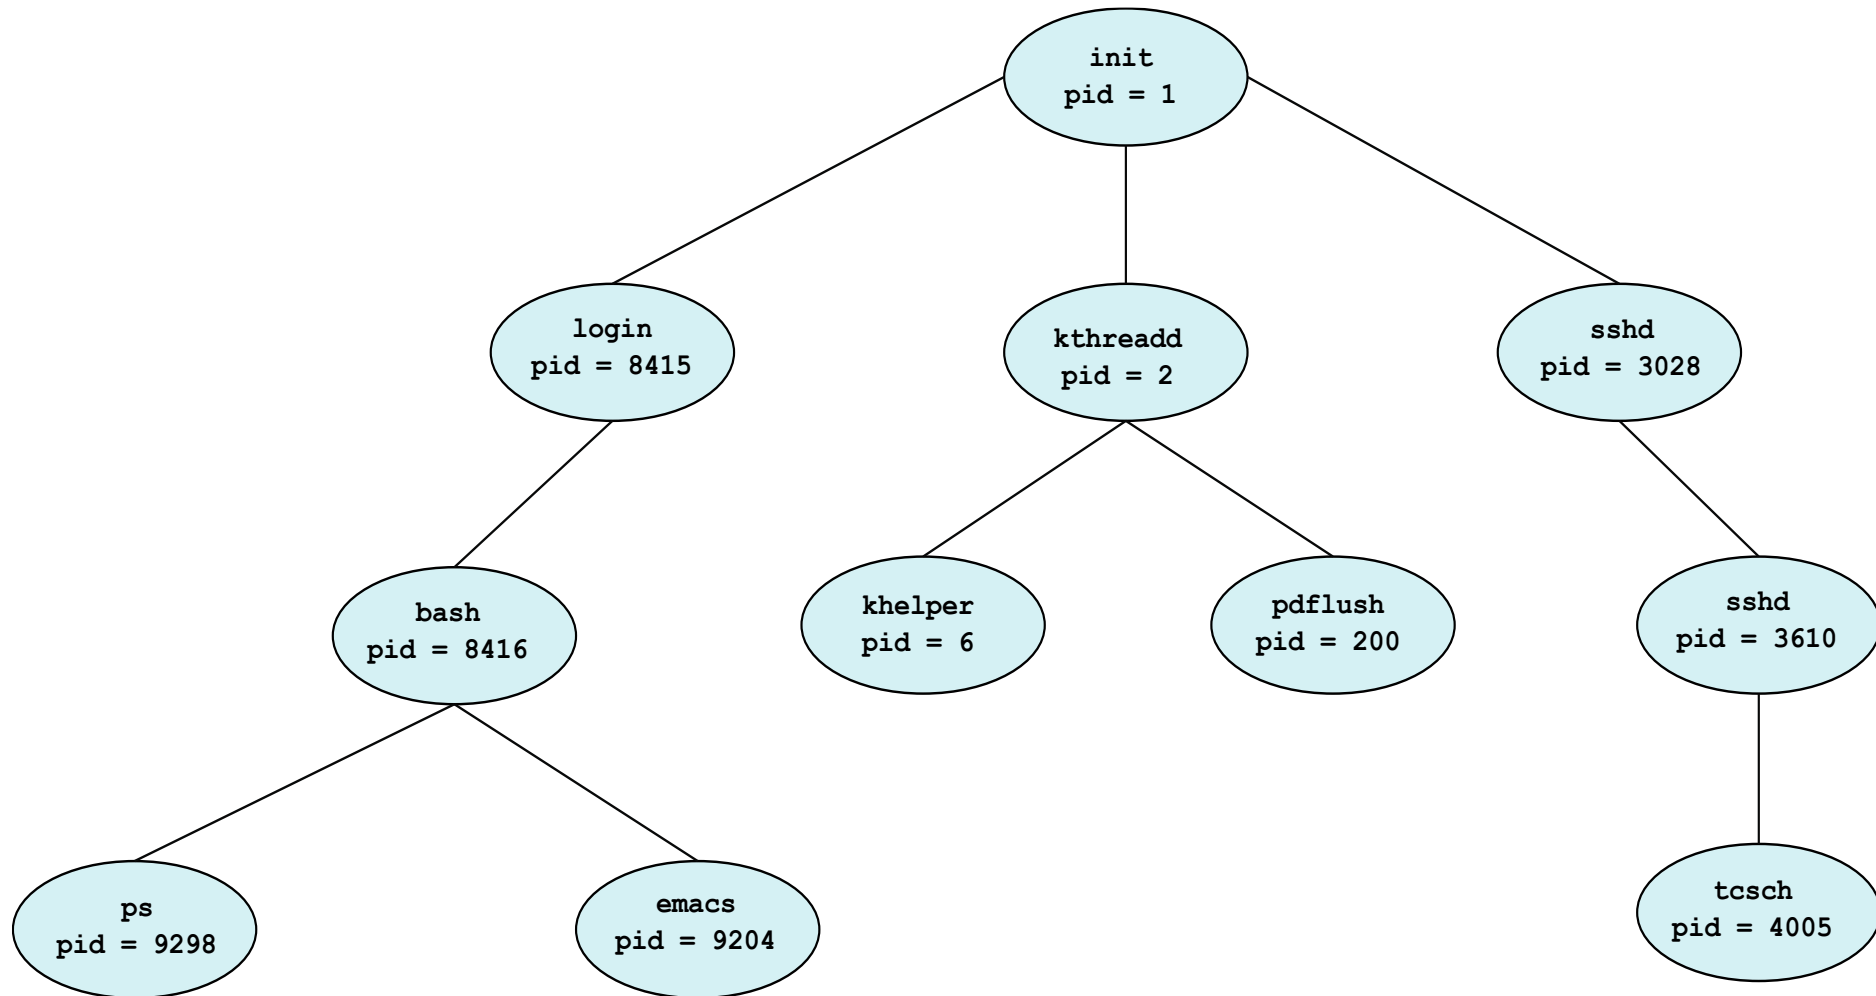 init
pid = 1
login
pid = 8415
kthreadd
pid = 2
sshd
pid = 3028
bash
pid = 8416
khelper
pid = 6
pdflush
pid = 200
sshd
pid = 3610
ps
pid = 9298
emacs
pid = 9204
tcsch
pid = 4005